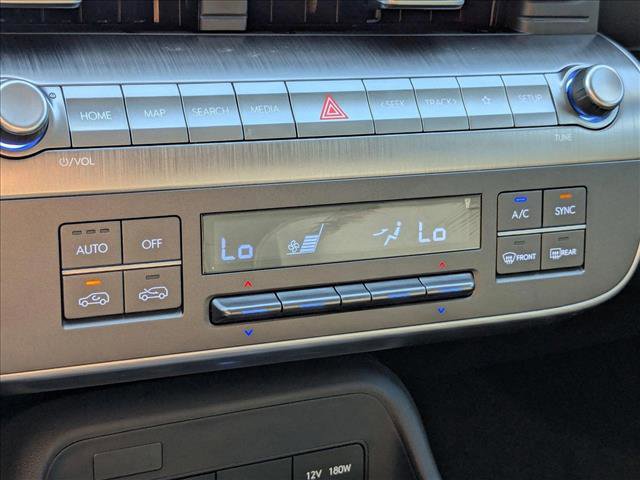 HOME MAP SEARCH MEDIA <SEEK TRACK> ☆ SETUP
⏻/VOL TUNE
AUTO OFF Lo Lo A/C SYNC
FRONT REAR
12V 180W